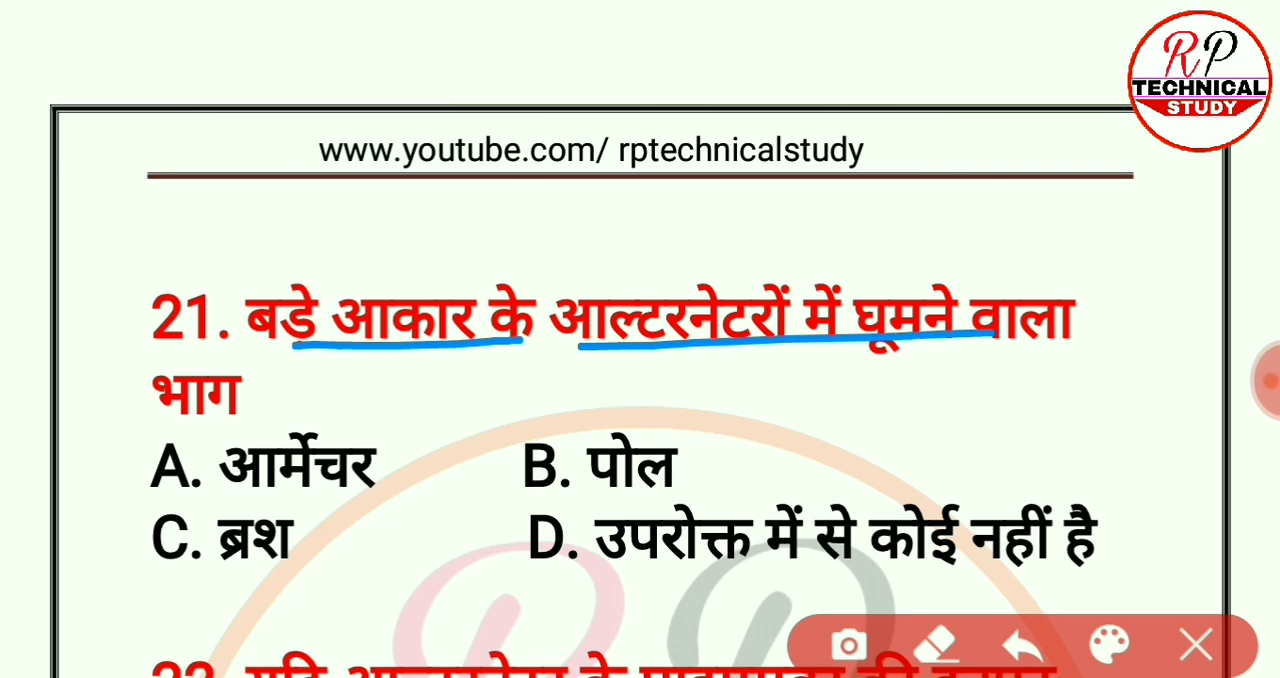 RP
TECHNICAL
STUDY
www.youtube.com/ rptechnicalstudy
21. बड़े आकार के आल्टरनेटरों में घूमने वाला
भाग
A. आर्मेचर B. पोल
C. ब्रश D. उपरोक्त में से कोई नहीं है